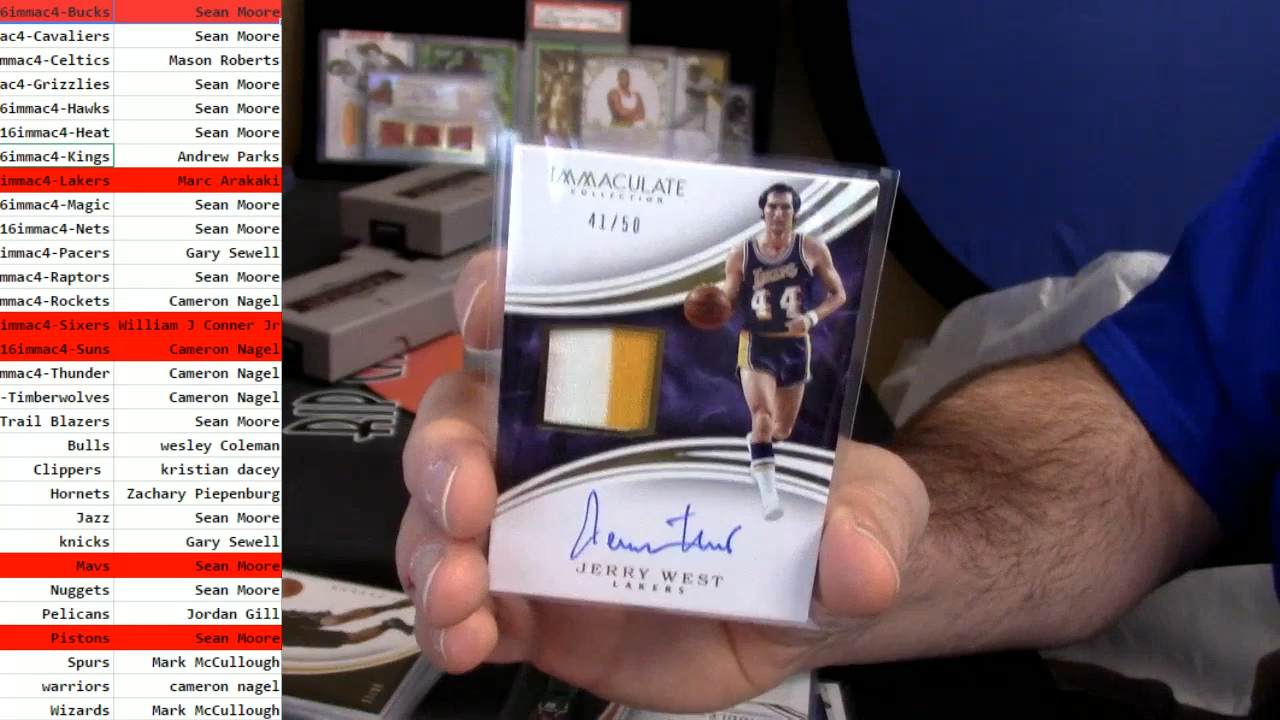 6immac4-Bucks Sean Moore
ac4-Cavaliers Sean Moore
mmac4-Celtics Mason Roberts
ac4-Grizzlies Sean Moore
6immac4-Hawks Sean Moore
16immac4-Heat Sean Moore
6immac4-Kings Andrew Parks
immac4-Lakers Marc Arakaki
6immac4-Magic Sean Moore
16immac4-Nets Sean Moore
immac4-Pacers Gary Sewell
mmac4-Raptors Sean Moore
mmac4-Rockets Cameron Nagel
immac4-Sixers William J Conner Jr
16immac4-Suns Cameron Nagel
mmac4-Thunder Cameron Nagel
-Timberwolves Cameron Nagel
Trail Blazers Sean Moore
Bulls wesley Coleman
Clippers kristian dacey
Hornets Zachary Piepenburg
Jazz Sean Moore
knicks Gary Sewell
Mavs Sean Moore
Nuggets Sean Moore
Pelicans Jordan Gill
Pistons Sean Moore
Spurs Mark McCullough
warriors cameron nagel
Wizards Mark McCullough
IMMACULATE
COLLECTION
41/50
LAKERS
44
JERRY WEST
LAKERS